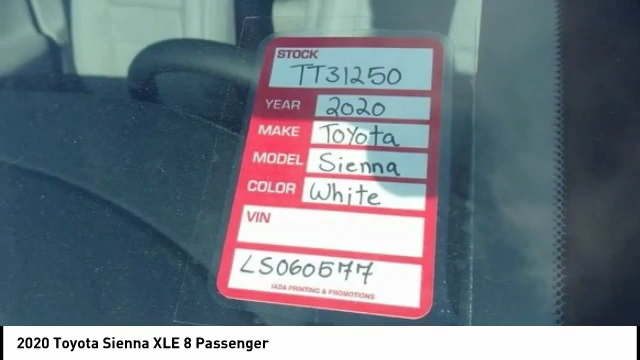 STOCK
TT31250
YEAR 2020
MAKE Toyota
MODEL Sienna
COLOR White
VIN
LS060577
IADA PRINTING & PROMOTIONS
2020 Toyota Sienna XLE 8 Passenger